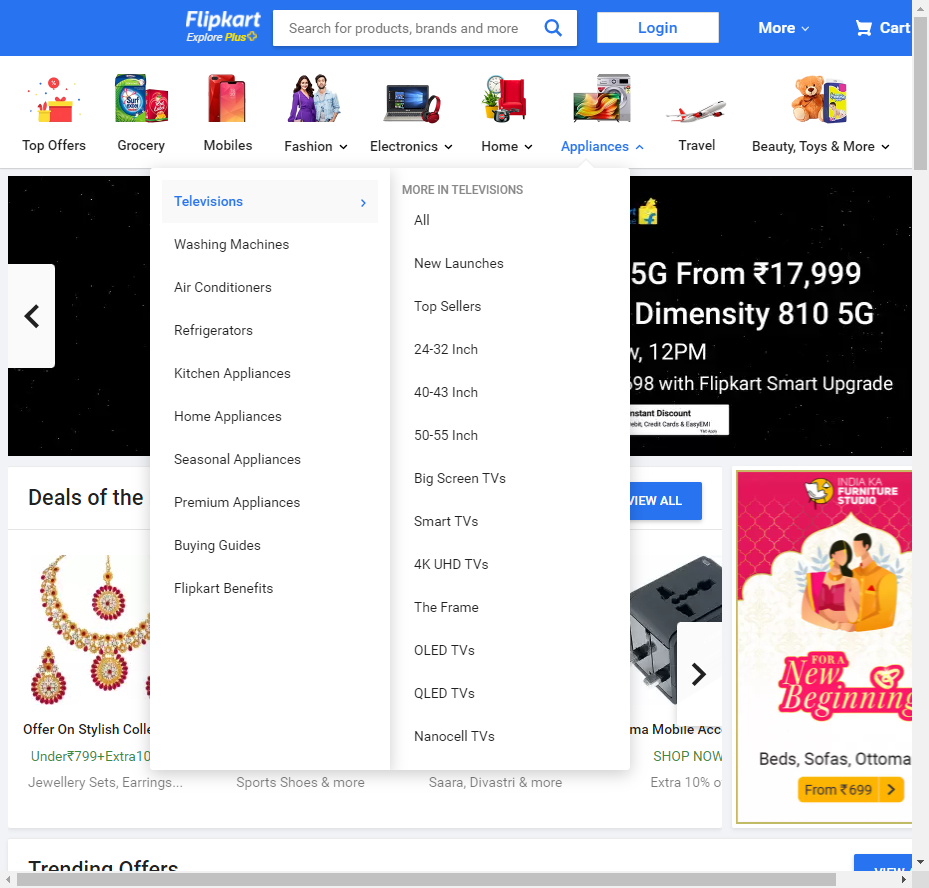 Flipkart
Explore Plus
Search for products, brands and more
Login
More
Cart
Top Offers
Grocery
Mobiles
Fashion
Electronics
Home
Appliances
Travel
Beauty, Toys & More
Televisions
Washing Machines
Air Conditioners
Refrigerators
Kitchen Appliances
Home Appliances
Seasonal Appliances
Premium Appliances
Buying Guides
Flipkart Benefits
MORE IN TELEVISIONS
All
New Launches
Top Sellers
24-32 Inch
40-43 Inch
50-55 Inch
Big Screen TVs
Smart TVs
4K UHD TVs
The Frame
OLED TVs
QLED TVs
Nanocell TVs
5G From ₹17,999
Dimensity 810 5G
12PM
698 with Flipkart Smart Upgrade
Instant Discount
Credit Cards & EasyEMI
T&C Apply
Deals of the
VIEW ALL
Offer On Stylish Colle
Under₹799+Extra10
Jewellery Sets, Earrings...
Sports Shoes & more
Saara, Divastri & more
ma Mobile Acc
SHOP NOW
Extra 10% o
INDIA KA
FURNITURE
STUDIO
FOR A
New
Beginning
Beds, Sofas, Ottoma
From ₹699
Trending Offers
VIEW